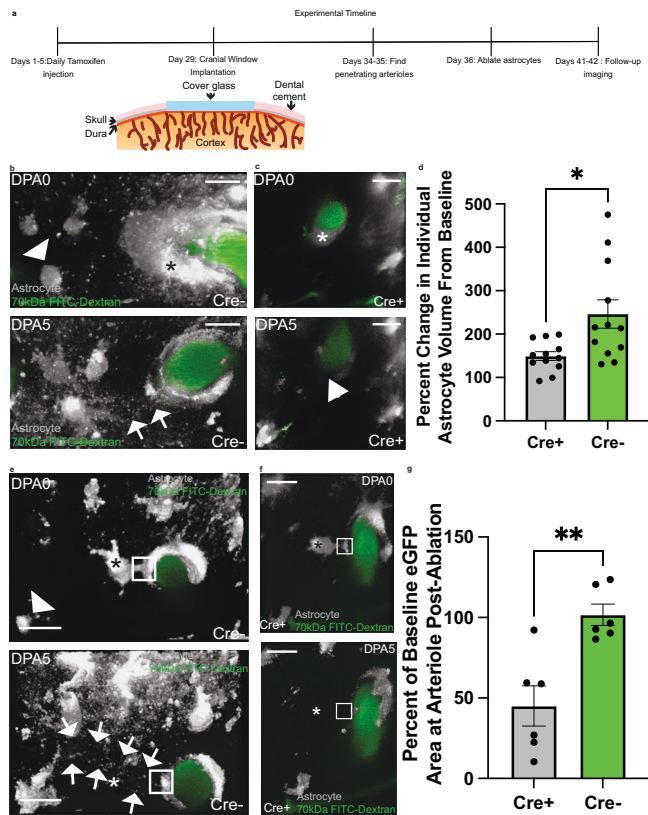 a
Experimental Timeline
Days 1-5:Daily Tamoxifen
injection
Day 29: Cranial Window
Implantation
Days 34-35: Find
penetrating arterioles
Day 36: Ablate astrocytes
Days 41-42 : Follow-up
imaging
Cover glass
Dental
cement
Skull
Dura
Cortex
b
DPA0
*
Astrocyte
70kDa FITC-Dextran
Cre-
DPA5
Astrocyte
70kDa FITC-Dextran
Cre-
c
DPA0
*
Cre+
DPA5
Cre+
d
Percent Change in Individual
Astrocyte Volume From Baseline
500
400
300
200
100
0
*
Cre+
Cre-
e
DPA0
Astrocyte
70kDa FITC-Dextran
*
Cre-
DPA5
Astrocyte
70kDa FITC-Dextran
*
Cre-
f
DPA0
*
Cre+
Astrocyte
70kDa FITC-Dextran
DPA5
*
Cre+
Astrocyte
70kDa FITC-Dextran
g
Percent of Baseline eGFP
Area at Arteriole Post-Ablation
150
100
50
0
**
Cre+
Cre-